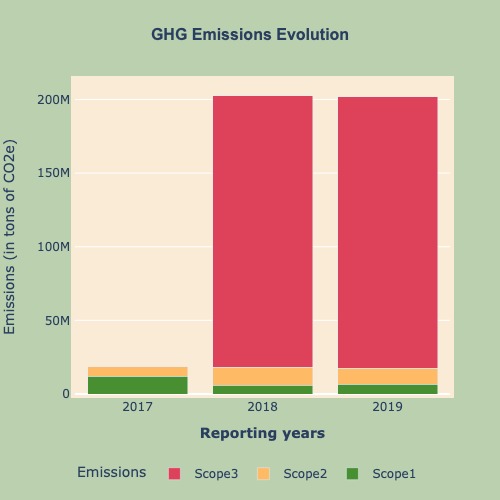 GHG Emissions Evolution
Emissions (in tons of CO2e)
200M
150M
100M
50M
0
2017 2018 2019
Reporting years
Emissions Scope3 Scope2 Scope1